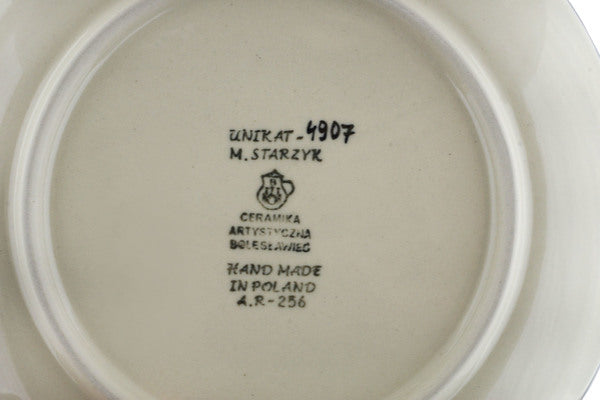 UNIKAT-4907
M. STARZYK
CERAMIKA
ARTYSTYCZNA
BOLESŁAWIEC
HAND MADE
IN POLAND
A.R-256